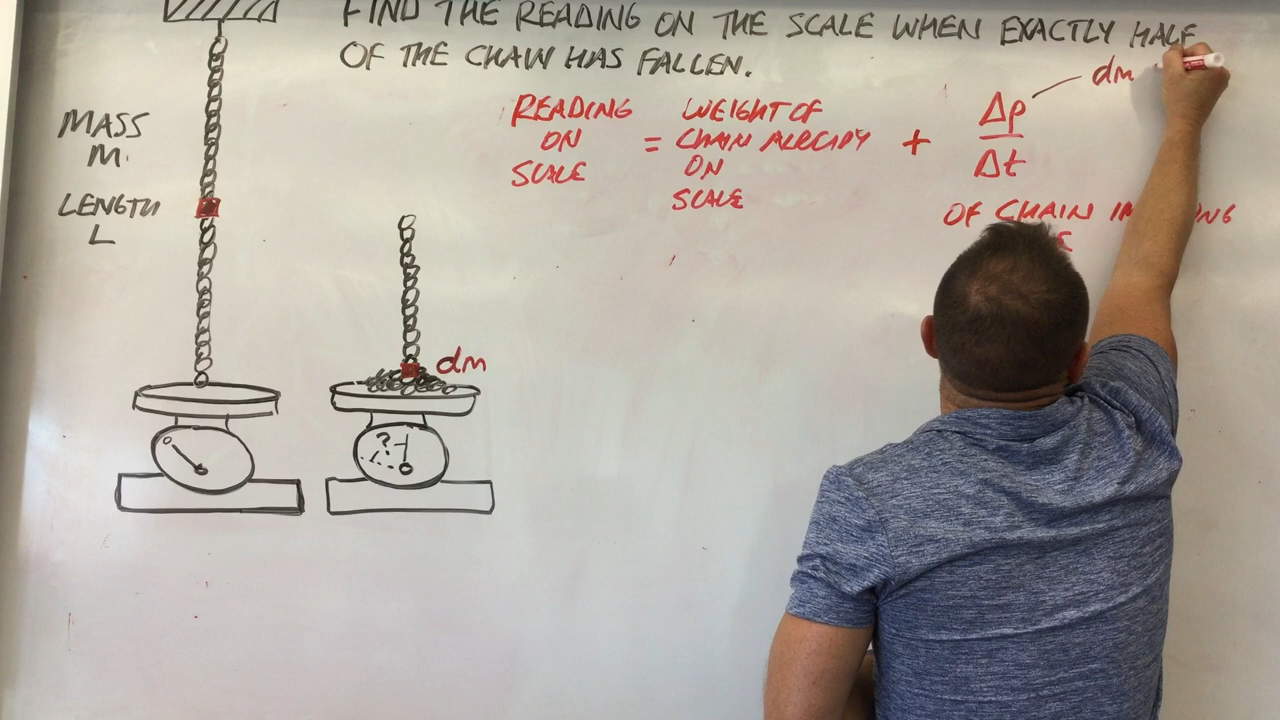 FIND THE READING ON THE SCALE WHEN EXACTLY HALF
OF THE CHAIN HAS FALLEN.
MASS
M
LENGTH
L
READING
ON
SCALE
=
WEIGHT OF
CHAIN ALREADY
ON
SCALE
+
Δp
Δt
dm
OF CHAIN
dm
?